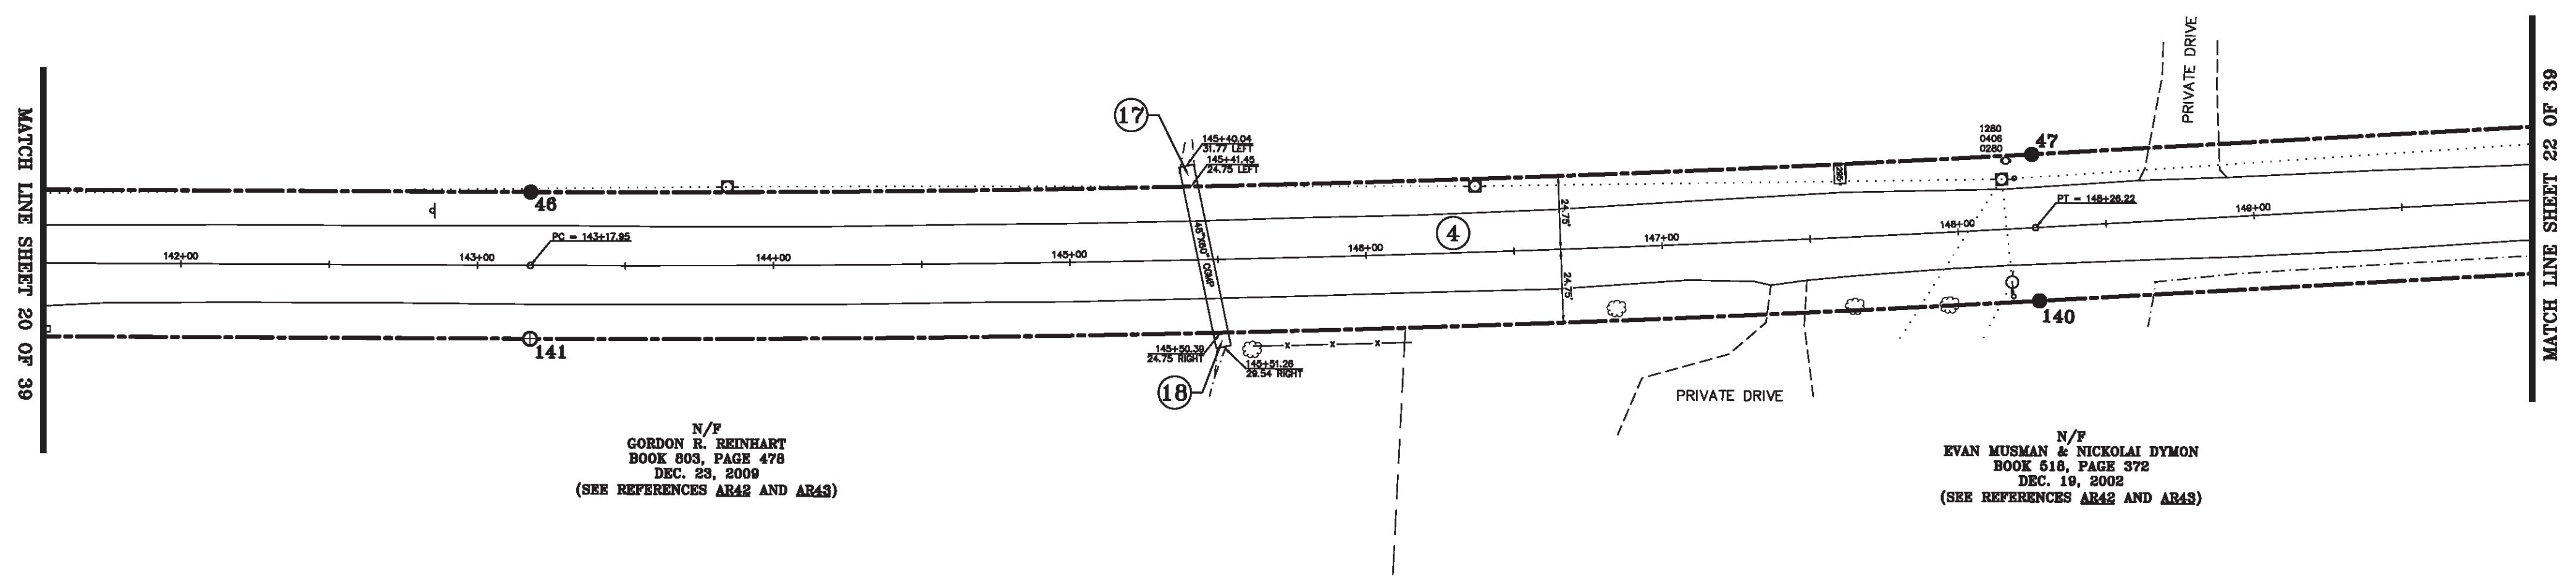 MATCH LINE SHEET 20 OF 39
142+00
46
PC = 143+17.95
143+00
141
144+00
145+00
17
145+40.04
31.77 LEFT
145+41.45
24.75 LEFT
48"X60" CGMP
145+50.39
24.75 RIGHT
145+51.26
29.54 RIGHT
18
4
146+00
24.75'
24.75'
147+00
PRIVATE DRIVE
1280
0406
0280
47
148+00
PT = 148+26.22
140
PRIVATE DRIVE
149+00
MATCH LINE SHEET 22 OF 39
N/F
GORDON R. REINHART
BOOK 803, PAGE 478
DEC. 23, 2009
(SEE REFERENCES AR42 AND AR43)
N/F
EVAN MUSMAN & NICKOLAI DYMON
BOOK 518, PAGE 372
DEC. 19, 2002
(SEE REFERENCES AR42 AND AR43)